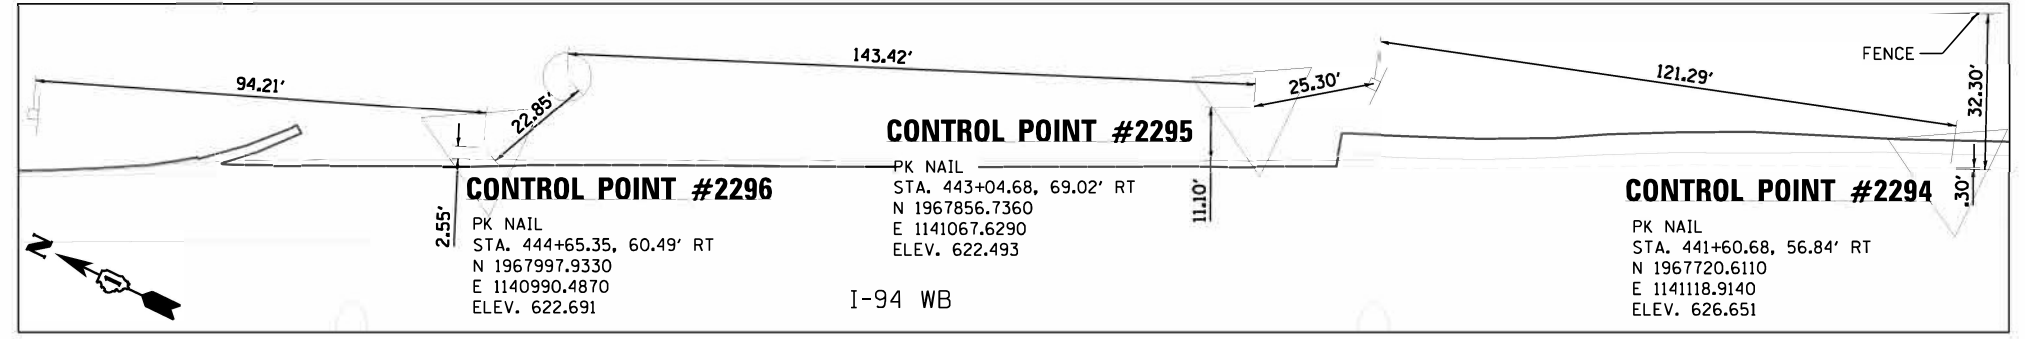 94.21'
143.42'
22.85'
25.30'
121.29'
FENCE
32.30'
2.55'
11.10'
.30'
CONTROL POINT #2296
PK NAIL
STA. 444+65.35, 60.49' RT
N 1967997.9330
E 1140990.4870
ELEV. 622.691
CONTROL POINT #2295
PK NAIL
STA. 443+04.68, 69.02' RT
N 1967856.7360
E 1141067.6290
ELEV. 622.493
CONTROL POINT #2294
PK NAIL
STA. 441+60.68, 56.84' RT
N 1967720.6110
E 1141118.9140
ELEV. 626.651
N
I-94 WB